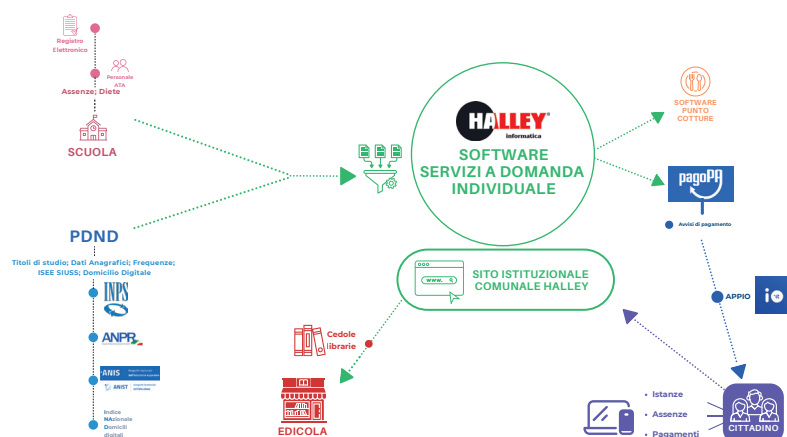 Registro
Elettronico
Personale
ATA
Assenze; Diete
SCUOLA
PDND
Titoli di studio; Dati Anagrafici; Frequenze;
ISEE SIUSS; Domicilio Digitale
INPS
ANPR
ANIS
ANIST
Indice
NAzionale
Domicili
digitali
HALLEY
informatica
SOFTWARE
SERVIZI A DOMANDA
INDIVIDUALE
www.
SITO ISTITUZIONALE
COMUNALE HALLEY
Cedole
librarie
EDICOLA
SOFTWARE
PUNTO
COTTURE
pagoPA
Avvisi di pagamento
APPIO
io
• Istanze
• Assenze
• Pagamenti
CITTADINO